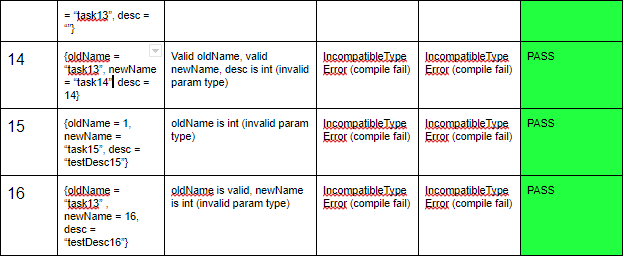 = “task13”, desc =
“”}
14
{oldName =
“task13”, newName
= “task14” desc =
14}
Valid oldName, valid
newName, desc is int (invalid
param type)
IncompatibleType
Error (compile fail)
IncompatibleType
Error (compile fail)
PASS
15
{oldName = 1,
newName =
“task15”, desc =
“testDesc15”}
oldName is int (invalid param
type)
IncompatibleType
Error (compile fail)
IncompatibleType
Error (compile fail)
PASS
16
{oldName =
“task13” ,
newName = 16,
desc =
“testDesc16”}
oldName is valid, newName
is int (invalid param type)
IncompatibleType
Error (compile fail)
IncompatibleType
Error (compile fail)
PASS